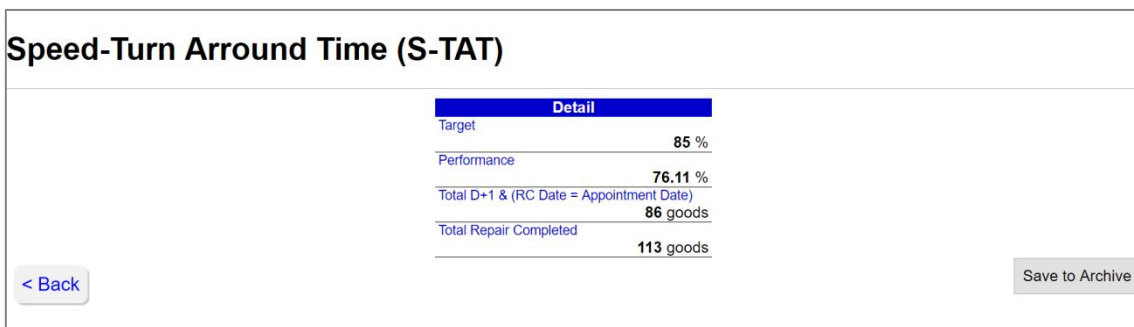 Speed-Turn Arround Time (S-TAT)
Detail
Target
85 %
Performance
76.11 %
Total D+1 & (RC Date = Appointment Date)
86 goods
Total Repair Completed
113 goods
< Back
Save to Archive